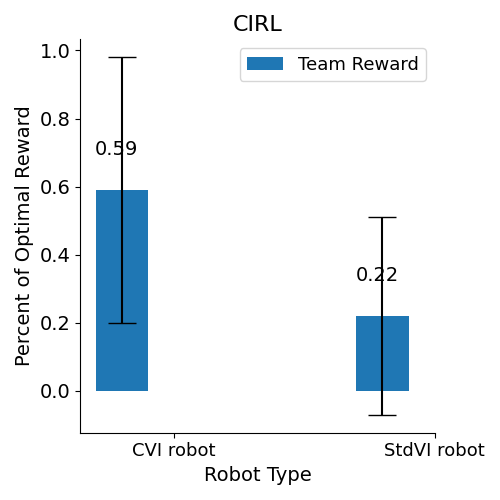 CIRL
Team Reward
Percent of Optimal Reward
1.0
0.8
0.6
0.4
0.2
0.0
0.59
0.22
CVI robot
StdVI robot
Robot Type